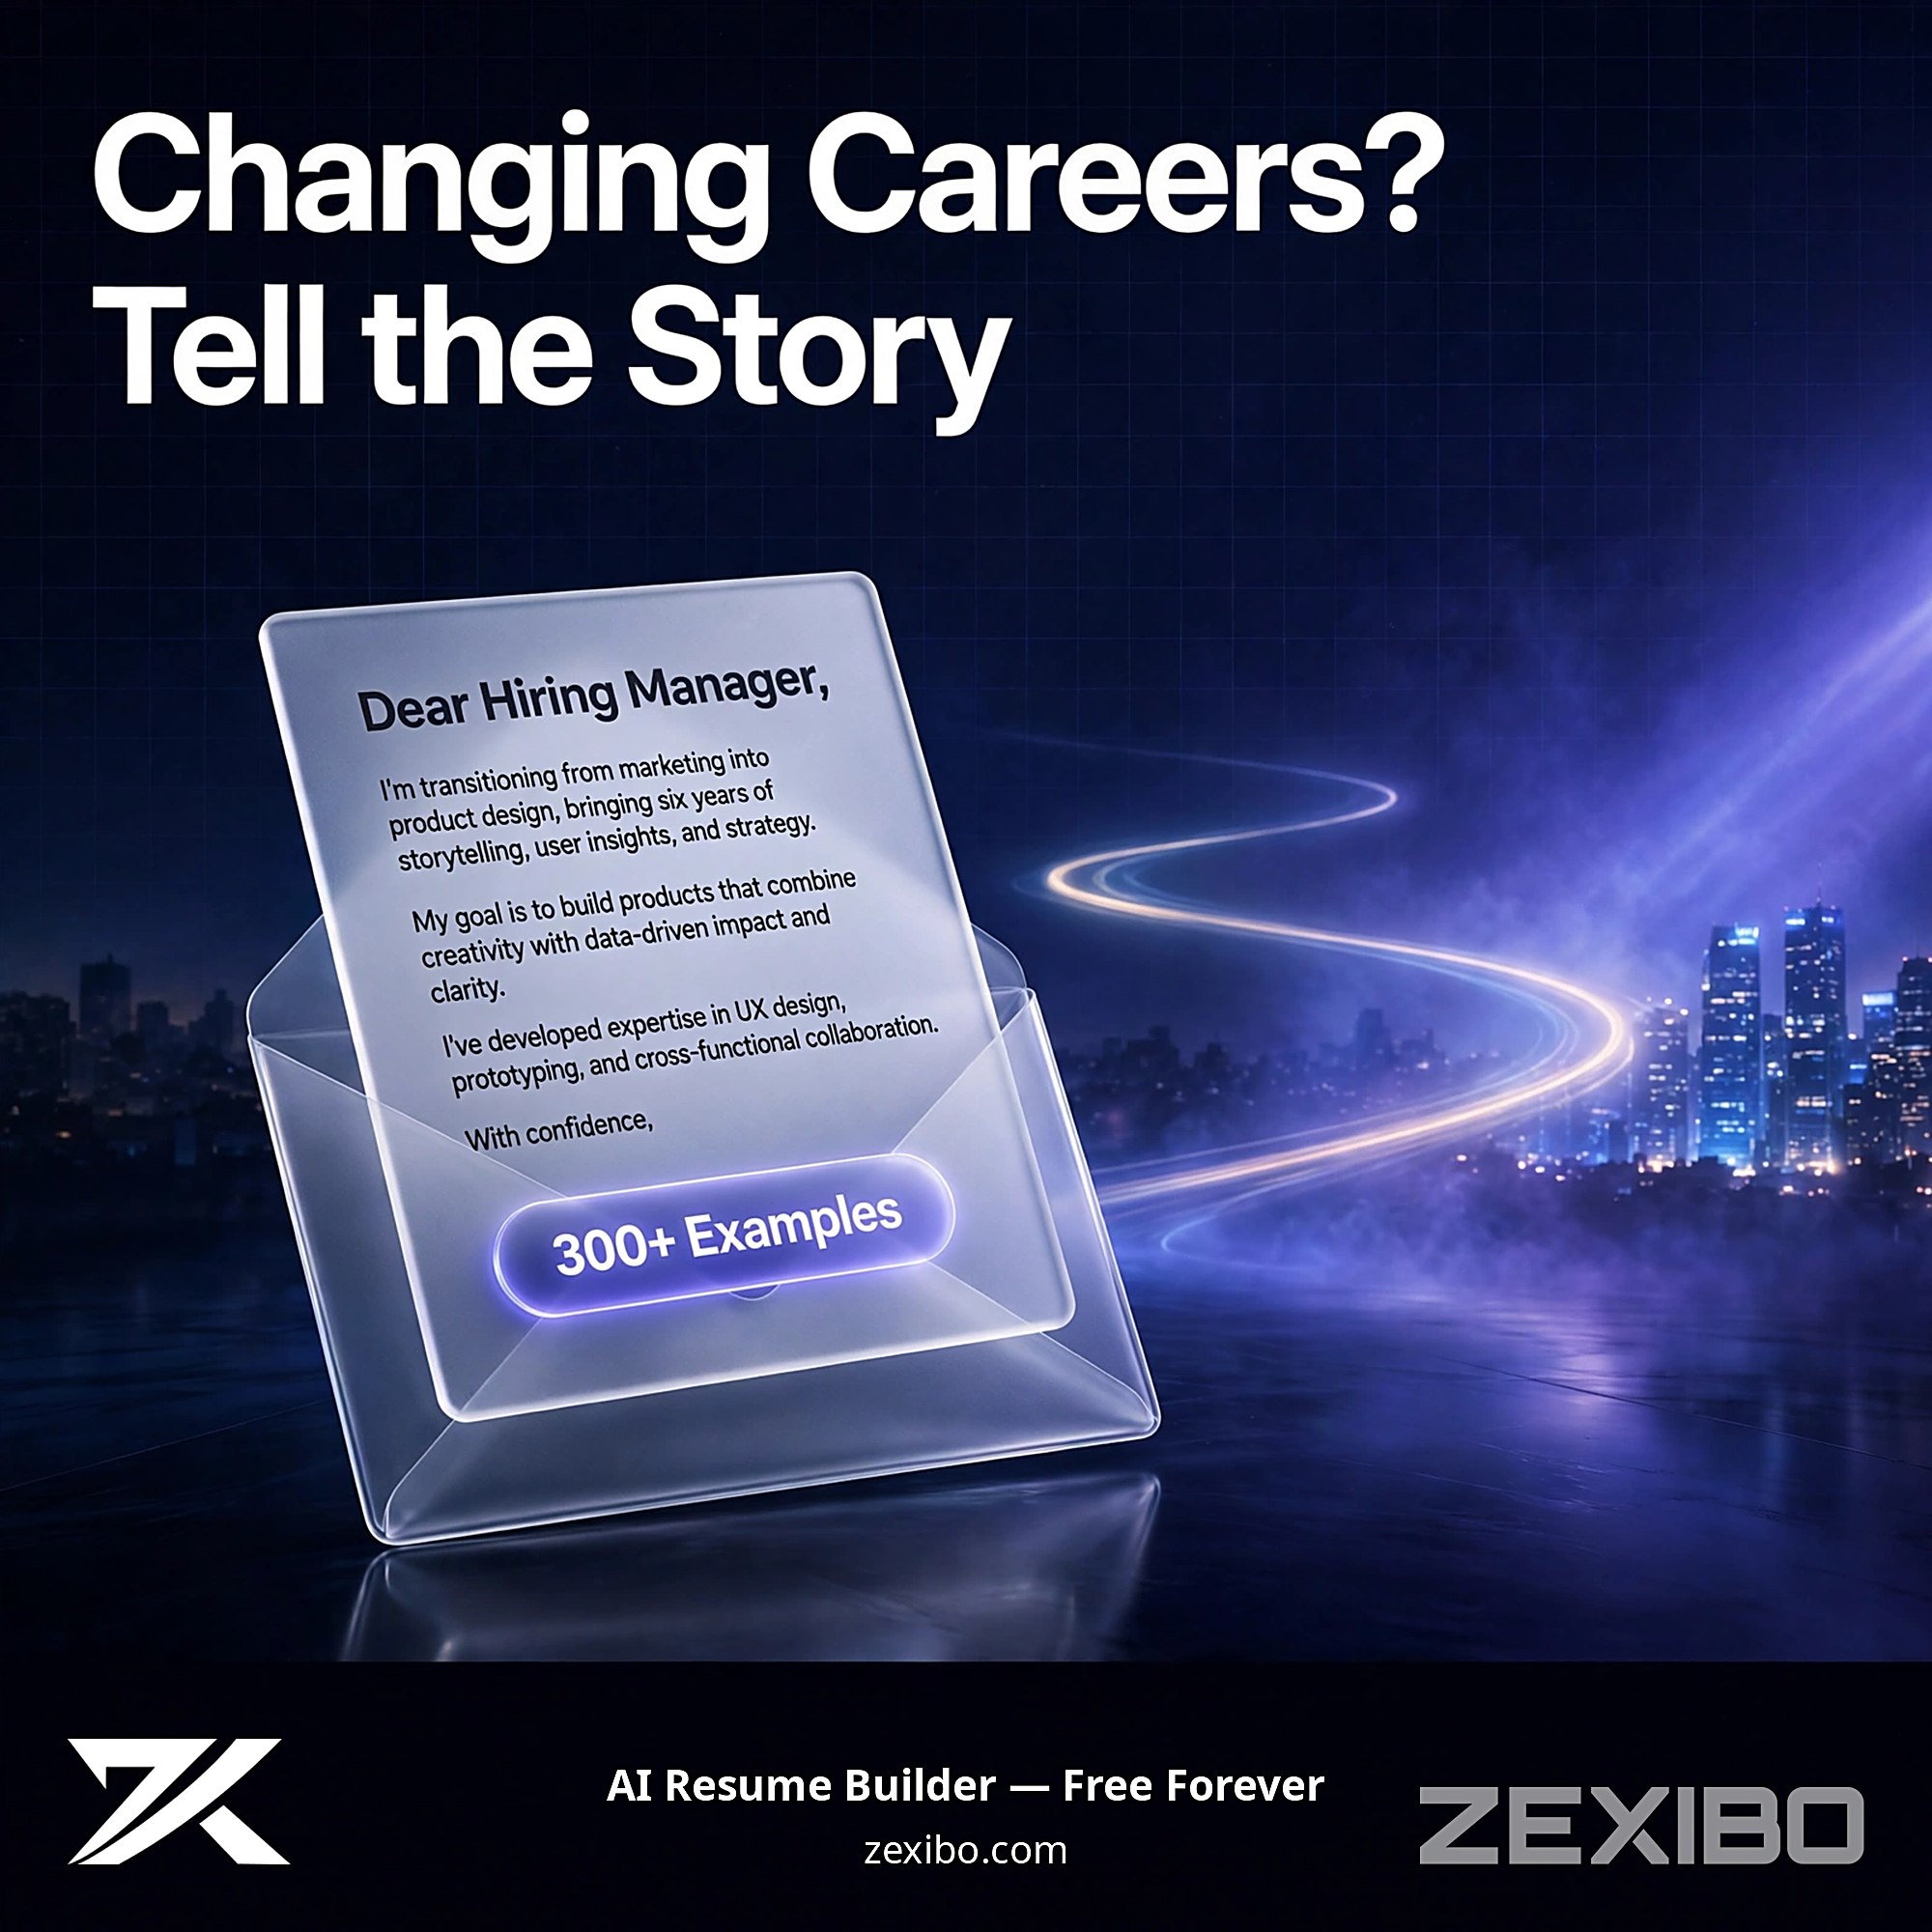 Changing Careers?
Tell the Story
Dear Hiring Manager,
I'm transitioning from marketing into
product design, bringing six years of
storytelling, user insights, and strategy.
My goal is to build products that combine
creativity with data-driven impact and
clarity.
I've developed expertise in UX design,
prototyping, and cross-functional collaboration.
With confidence,
300+ Examples
AI Resume Builder — Free Forever
zexibo.com
ZEXIBO